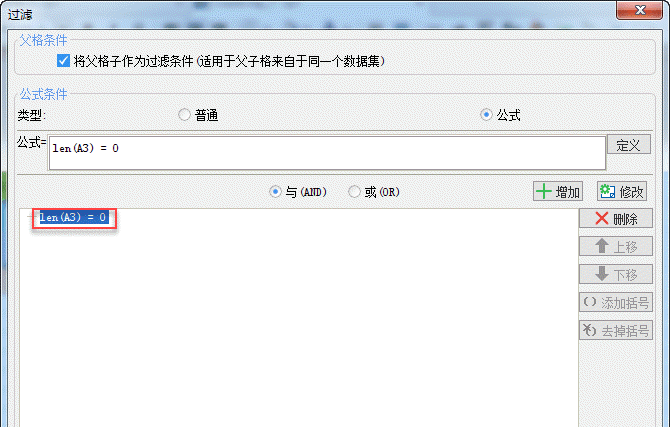 过滤
父格条件
将父格子作为过滤条件(适用于父子格来自于同一个数据集)
公式条件
类型: 普通 公式
公式= len(A3) = 0 定义
与(AND) 或(OR) 增加 修改
len(A3) = 0 删除
上移
下移
添加括号
去掉括号